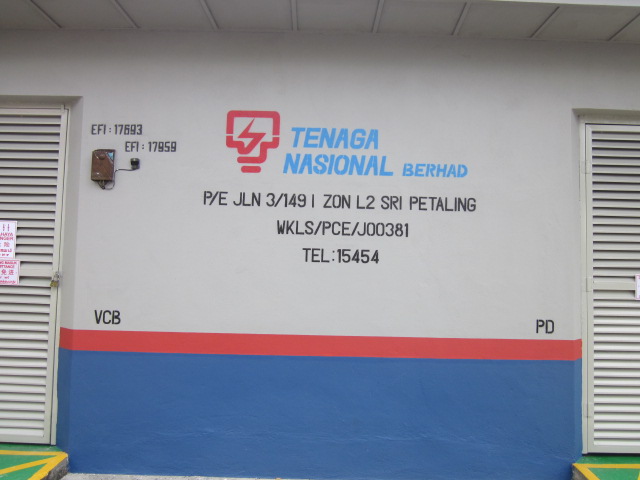 EFI : 17693
EFI : 17959
TENAGA
NASIONAL BERHAD
P/E JLN 3/149 I ZON L2 SRI PETALING
WKLS/PCE/J00381
TEL:15454
VCB
PD